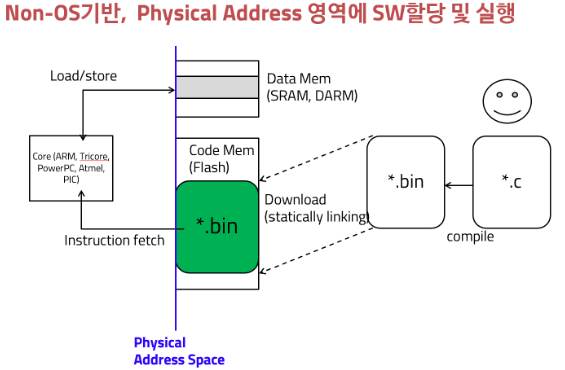 Non-OS기반, Physical Address 영역에 SW할당 및 실행
Load/store
Data Mem
(SRAM, DARM)
Core (ARM, Tricore,
PowerPC, Atmel,
PIC)
Code Mem
(Flash)
*.bin
Download
(statically linking)
*.bin
*.c
compile
Instruction fetch
Physical
Address Space